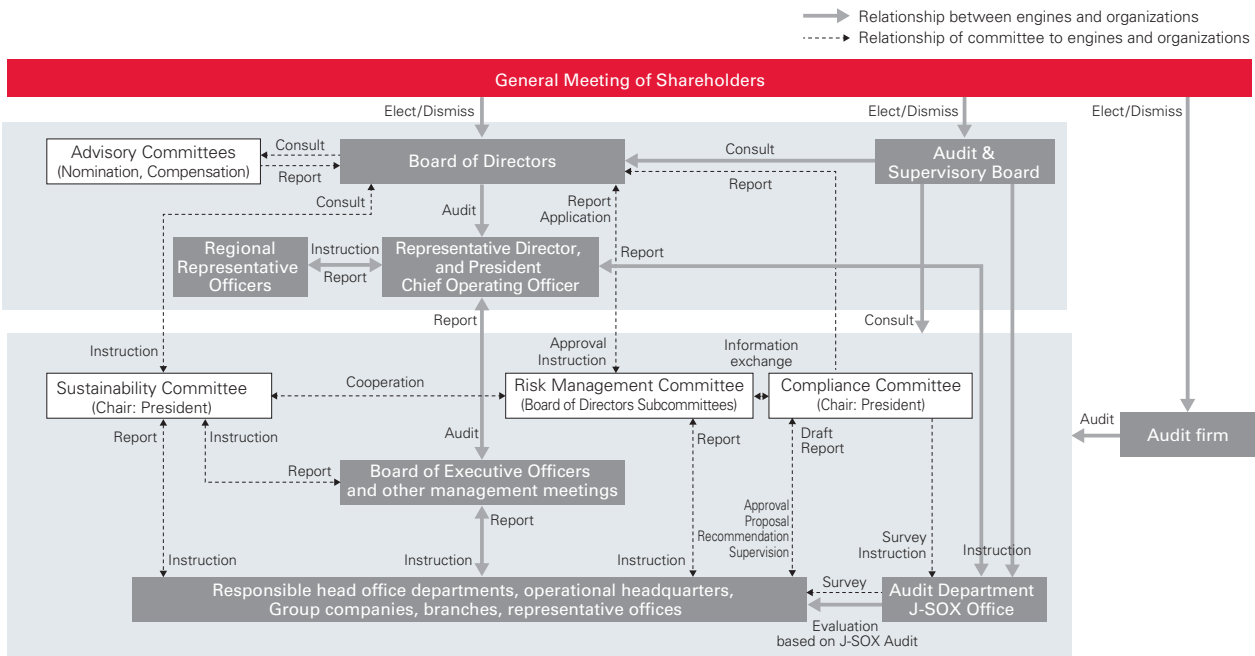 Relationship between engines and organizations
Relationship of committee to engines and organizations
General Meeting of Shareholders
Elect/Dismiss
Elect/Dismiss
Elect/Dismiss
Advisory Committees
(Nomination, Compensation)
Consult
Report
Board of Directors
Consult
Audit &
Supervisory Board
Consult
Report
Audit
Report
Application
Regional
Representative
Officers
Instruction
Report
Representative Director,
and President
Chief Operating Officer
Report
Report
Consult
Instruction
Approval
Instruction
Information
exchange
Sustainability Committee
(Chair: President)
Cooperation
Risk Management Committee
(Board of Directors Subcommittees)
Compliance Committee
(Chair: President)
Audit
Audit firm
Report
Instruction
Audit
Report
Draft
Report
Report
Board of Executive Officers
and other management meetings
Report
Approval
Proposal
Recommendation
Supervision
Survey
Instruction
Instruction
Instruction
Instruction
Instruction
Responsible head office departments, operational headquarters,
Group companies, branches, representative offices
Survey
Audit Department
J-SOX Office
Evaluation
based on J-SOX Audit